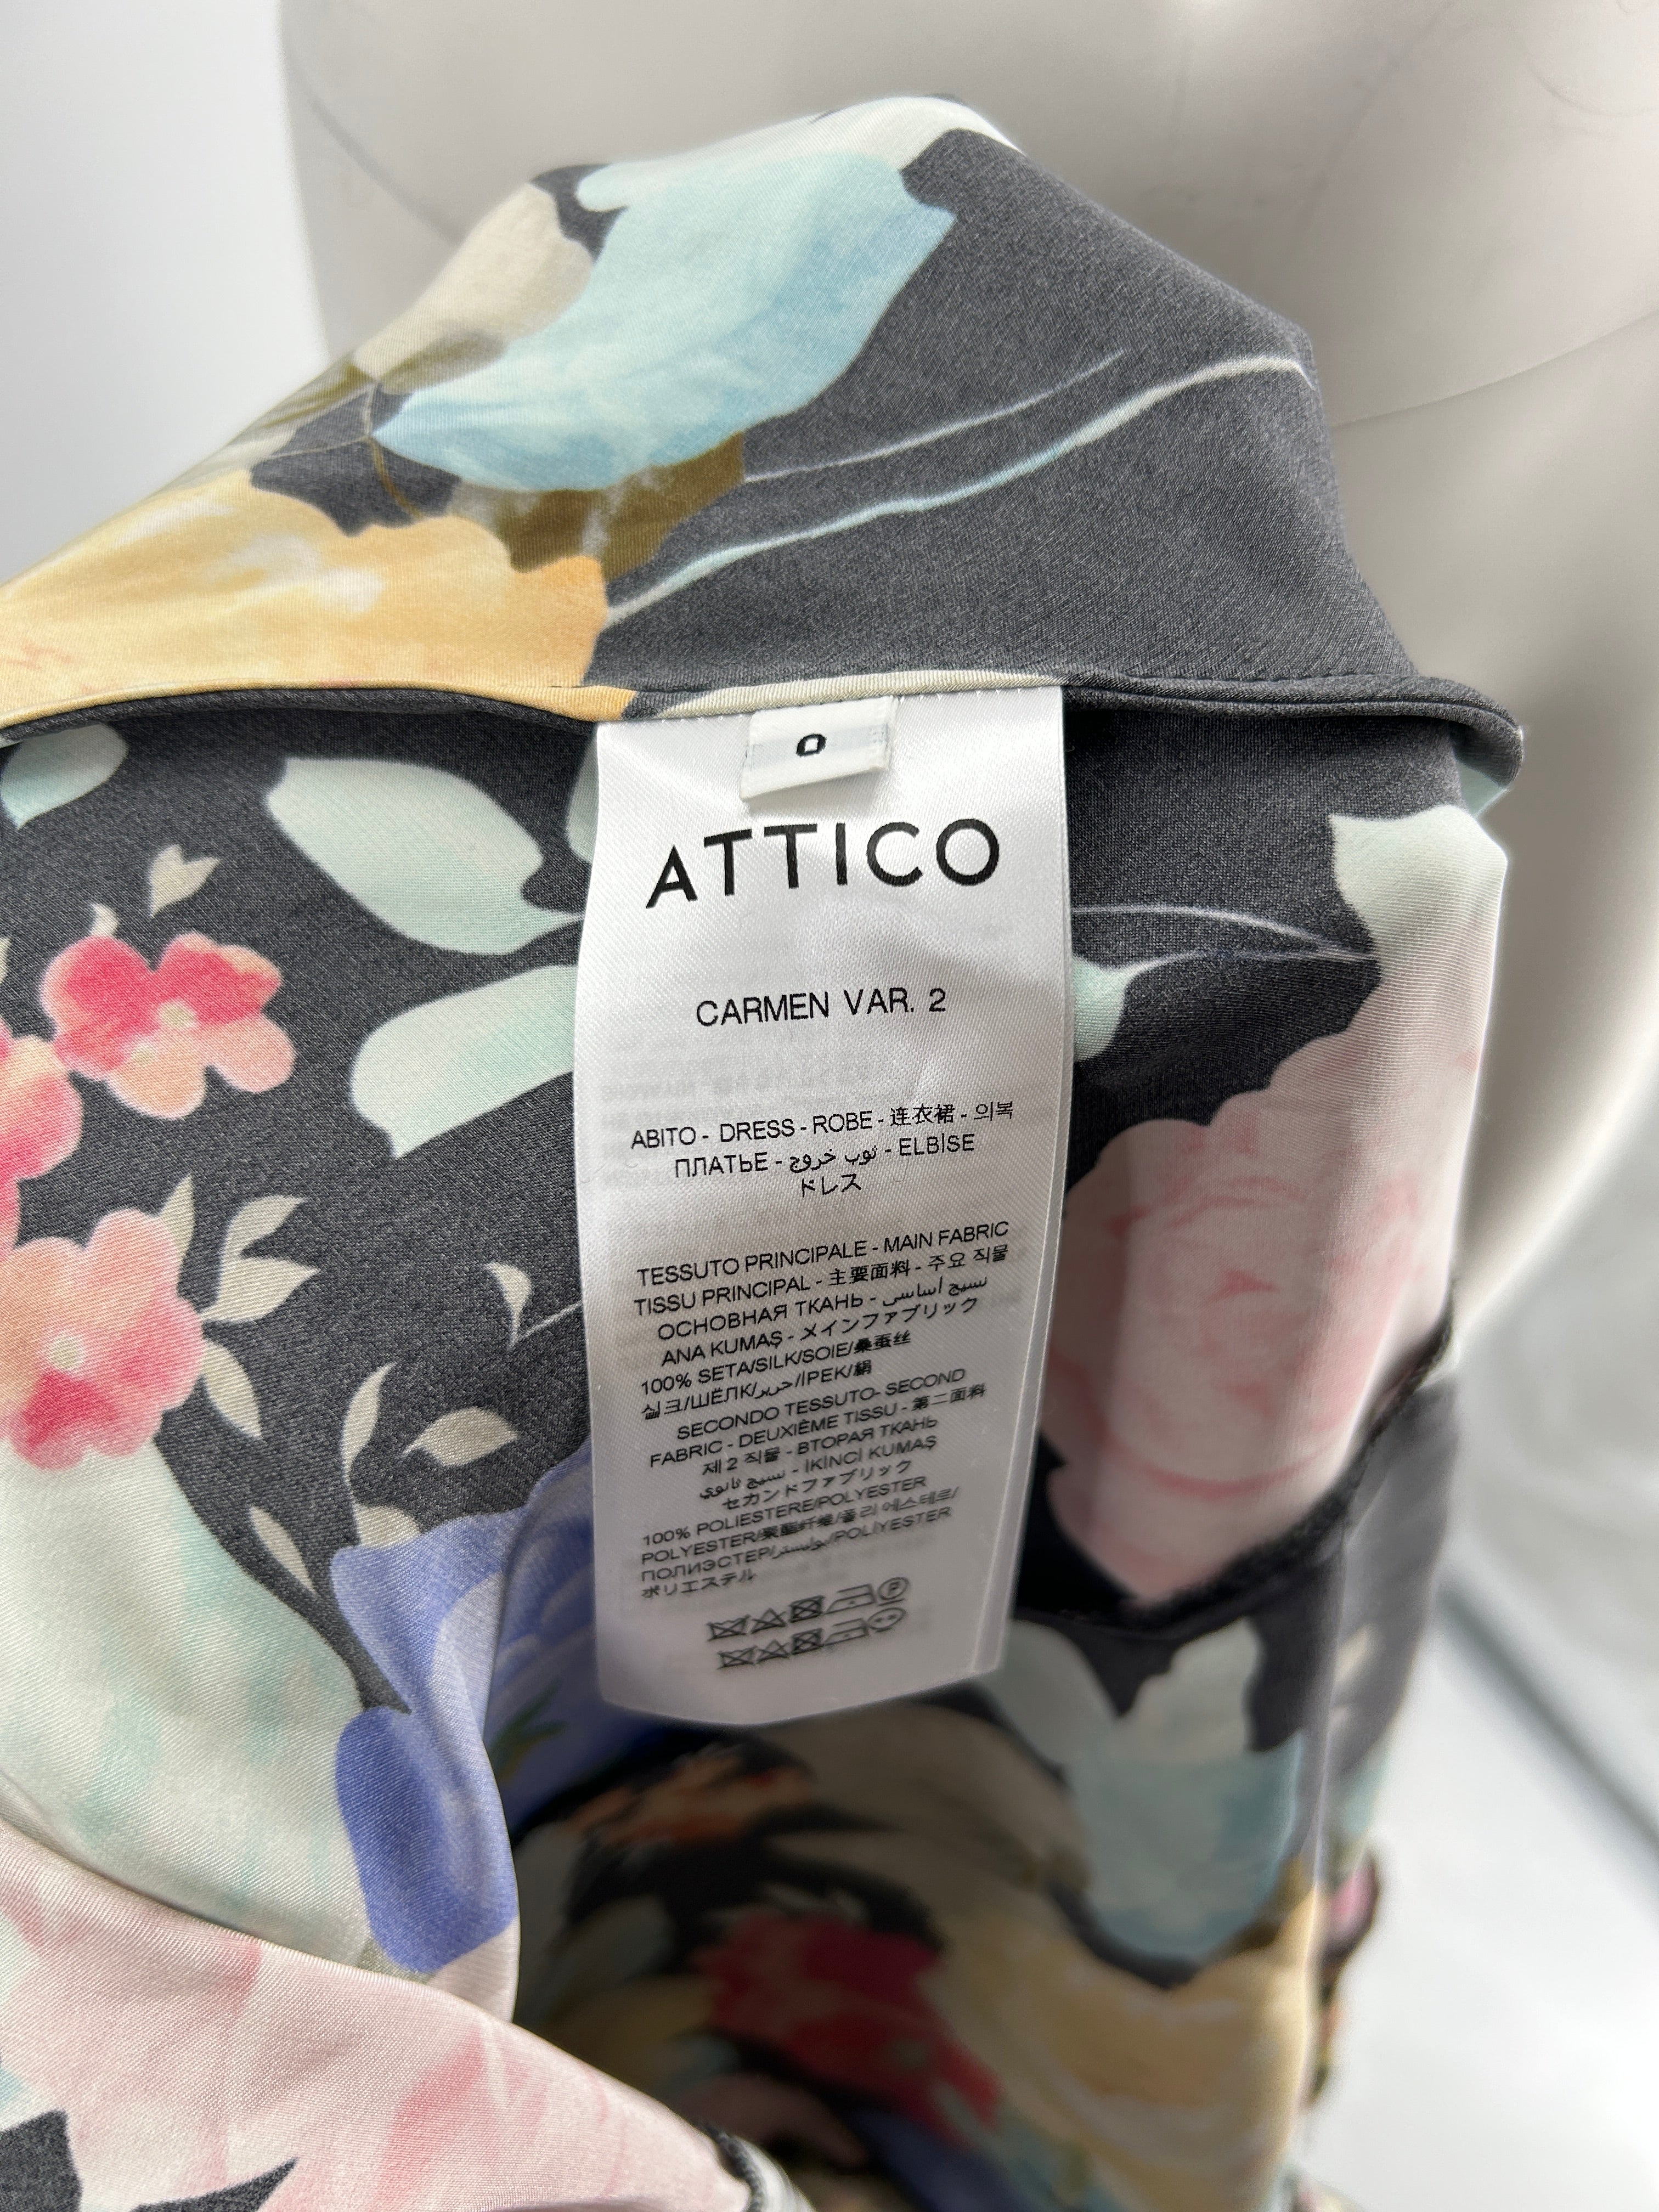 0
ATTICO
CARMEN VAR. 2
ABITO - DRESS - ROBE - 连衣裙 - 의복
ПЛАТЬЕ - ثوب خروج - ELBİSE
ドレス
TESSUTO PRINCIPALE - MAIN FABRIC
TISSU PRINCIPAL - 主要面料 - 주요 직물
ОСНОВНАЯ ТКАНЬ - نسيج أساسي
ANA KUMAŞ - メインファブリック
100% SETA/SILK/SOIE/桑蚕丝
실크/ШЁЛК/حرير/İPEK/絹
SECONDO TESSUTO- SECOND
FABRIC - DEUXIÈME TISSU - 第二面料
제 2 직물 - ВТОРАЯ ТКАНЬ
نسيج ثانوي - İKİNCİ KUMAŞ
セカンドファブリック
100% POLIESTERE/POLYESTER
POLYESTER/聚酯纤维/폴리에스테르/
ПОЛИЭСТЕР/بوليستر/POLİYESTER
ポリエステル
P